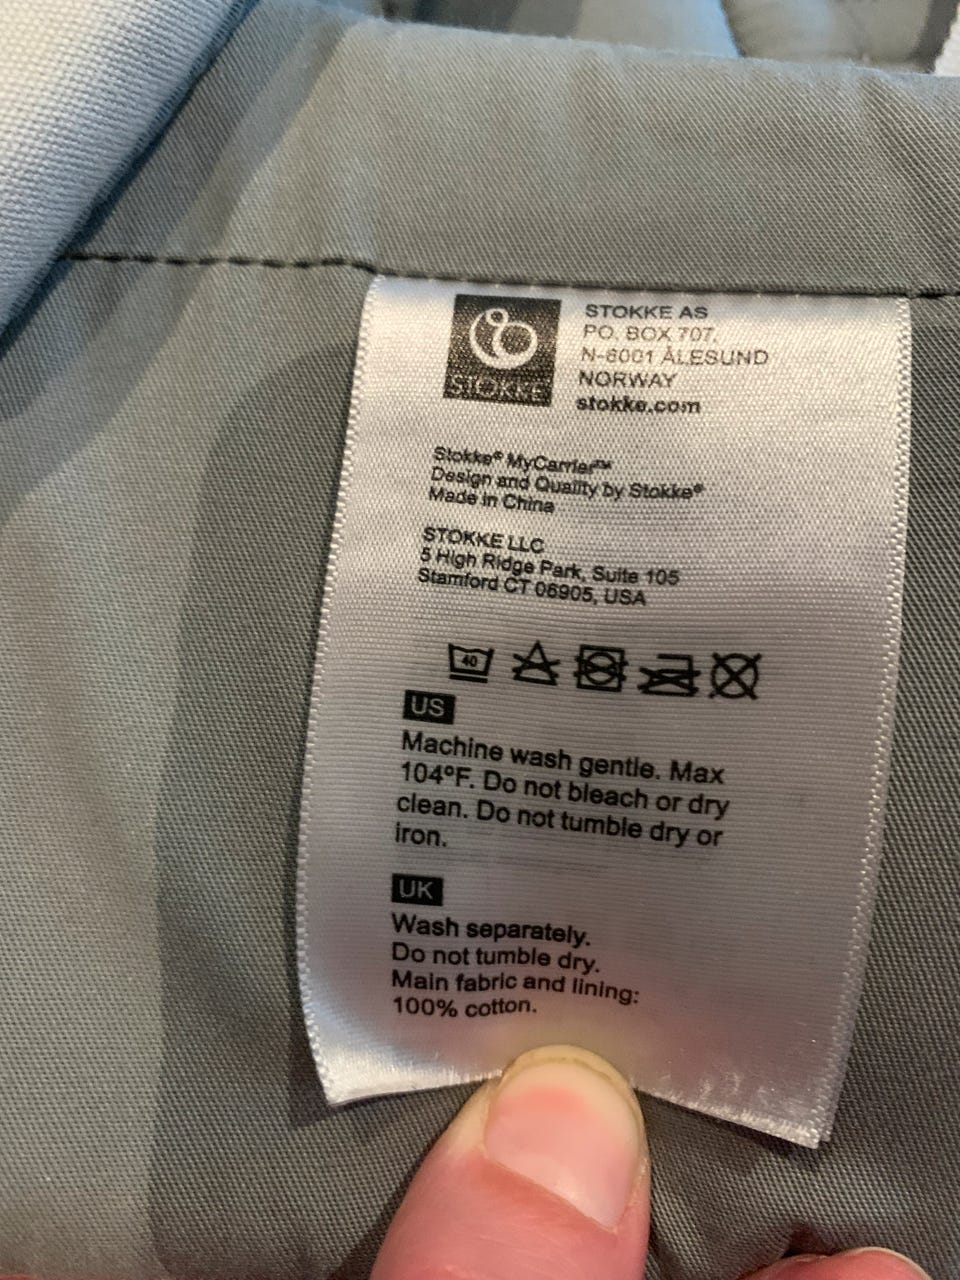 STOKKE
STOKKE AS
PO. BOX 707,
N-6001 ÅLESUND
NORWAY
stokke.com
Stokke® MyCarrier™
Design and Quality by Stokke®
Made in China
STOKKE LLC
5 High Ridge Park, Suite 105
Stamford CT 06905, USA
40
US
Machine wash gentle. Max
104ºF. Do not bleach or dry
clean. Do not tumble dry or
iron.
UK
Wash separately.
Do not tumble dry.
Main fabric and lining:
100% cotton.